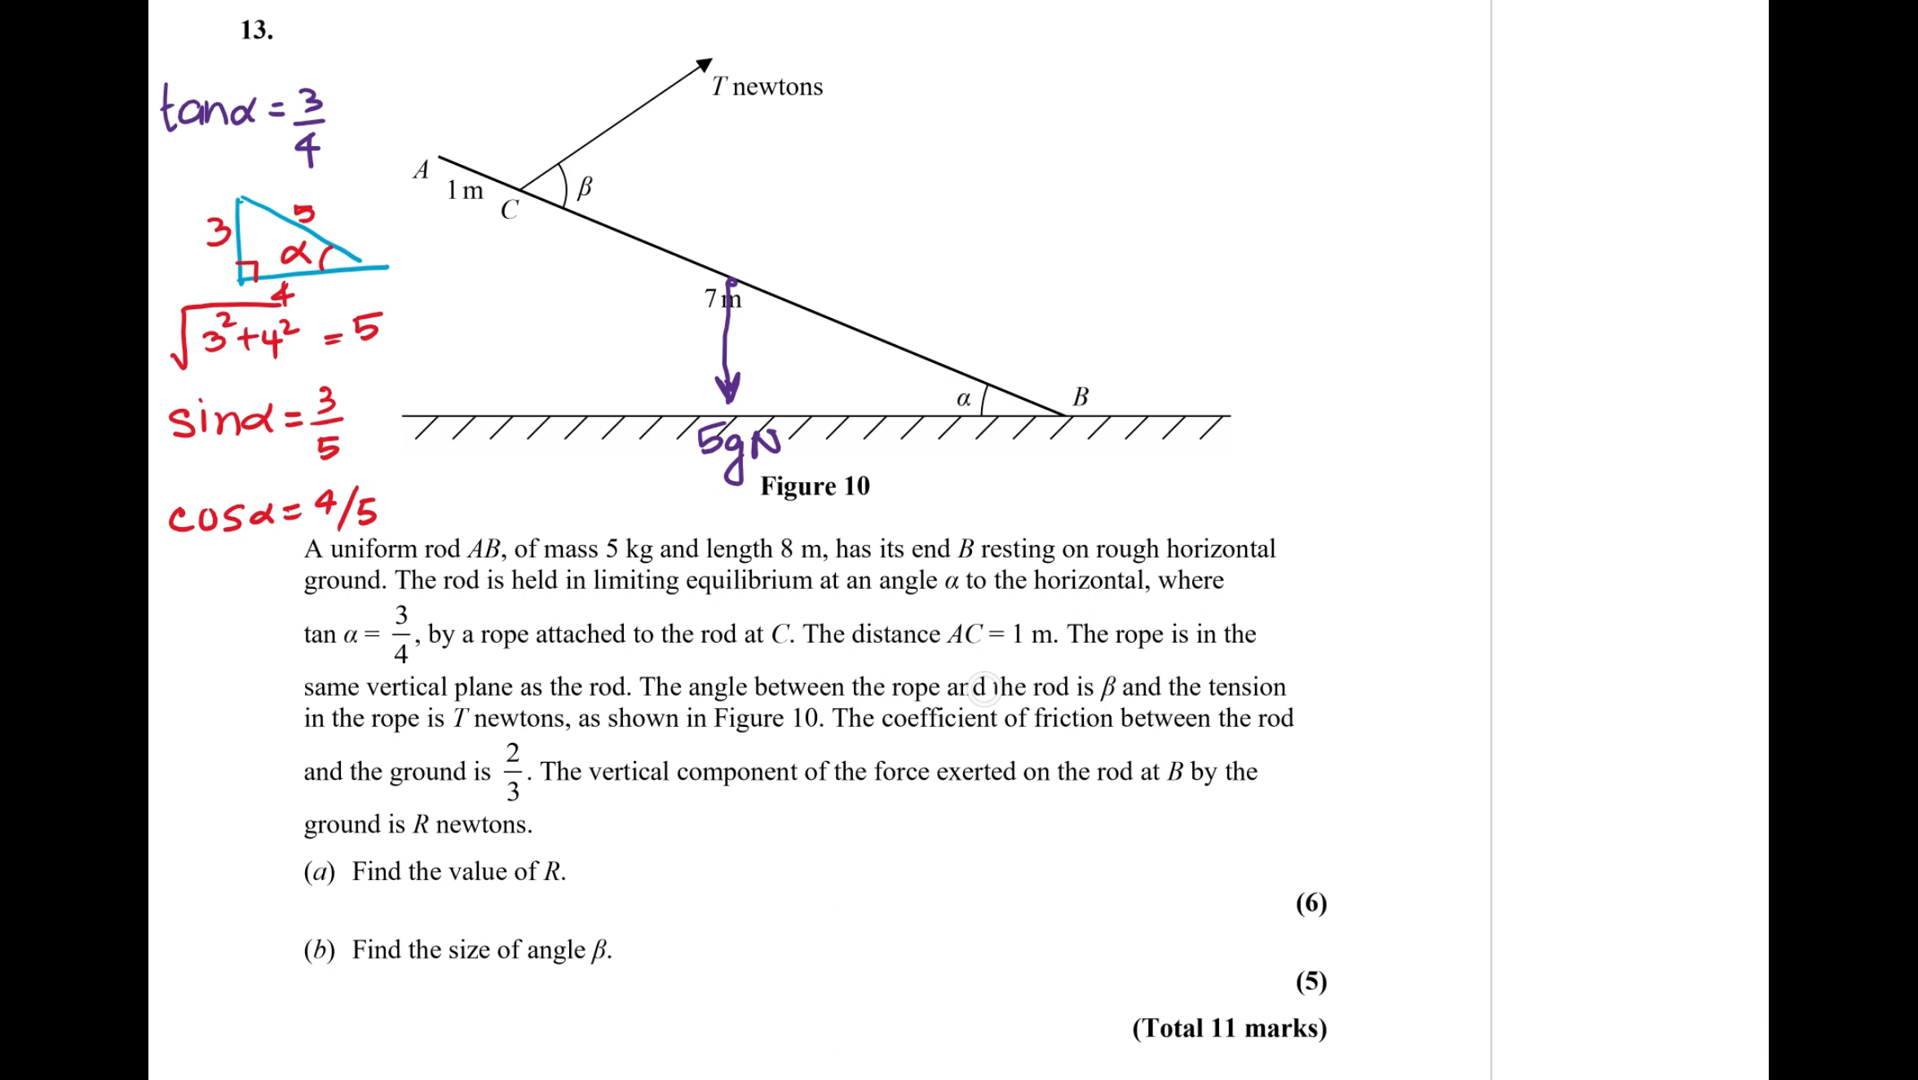 13.
tanα = 3/4
T newtons
A
1 m
C
β
3
5
α
4
√3²+4² = 5
7 m
sinα = 3/5
α
B
5gN
Figure 10
cosα = 4/5
A uniform rod AB, of mass 5 kg and length 8 m, has its end B resting on rough horizontal
ground. The rod is held in limiting equilibrium at an angle α to the horizontal, where
tan α = 3/4, by a rope attached to the rod at C. The distance AC = 1 m. The rope is in the
same vertical plane as the rod. The angle between the rope and the rod is β and the tension
in the rope is T newtons, as shown in Figure 10. The coefficient of friction between the rod
and the ground is 2/3. The vertical component of the force exerted on the rod at B by the
ground is R newtons.
(a) Find the value of R.
(6)
(b) Find the size of angle β.
(5)
(Total 11 marks)